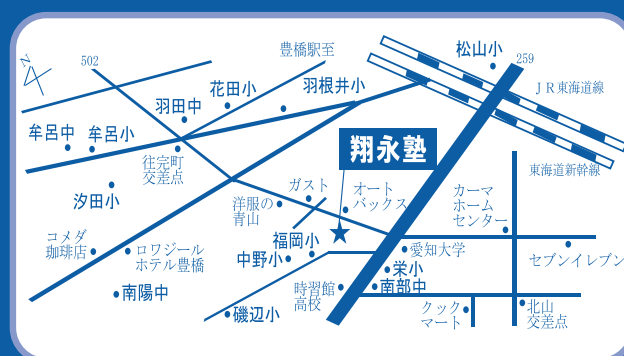 豊橋駅至
松山小
259
502
N
花田小
羽根井小
JR東海道線
羽田中
牟呂中
牟呂小
翔永塾
往完町
交差点
東海道新幹線
汐田小
ガスト
オート
バックス
カーマ
ホーム
センター
洋服の
青山
コメダ
珈琲店
ロワジール
ホテル豊橋
福岡小
中野小
愛知大学
セブンイレブン
栄小
南陽中
時習館
高校
南部中
磯辺小
クック
マート
北山
交差点